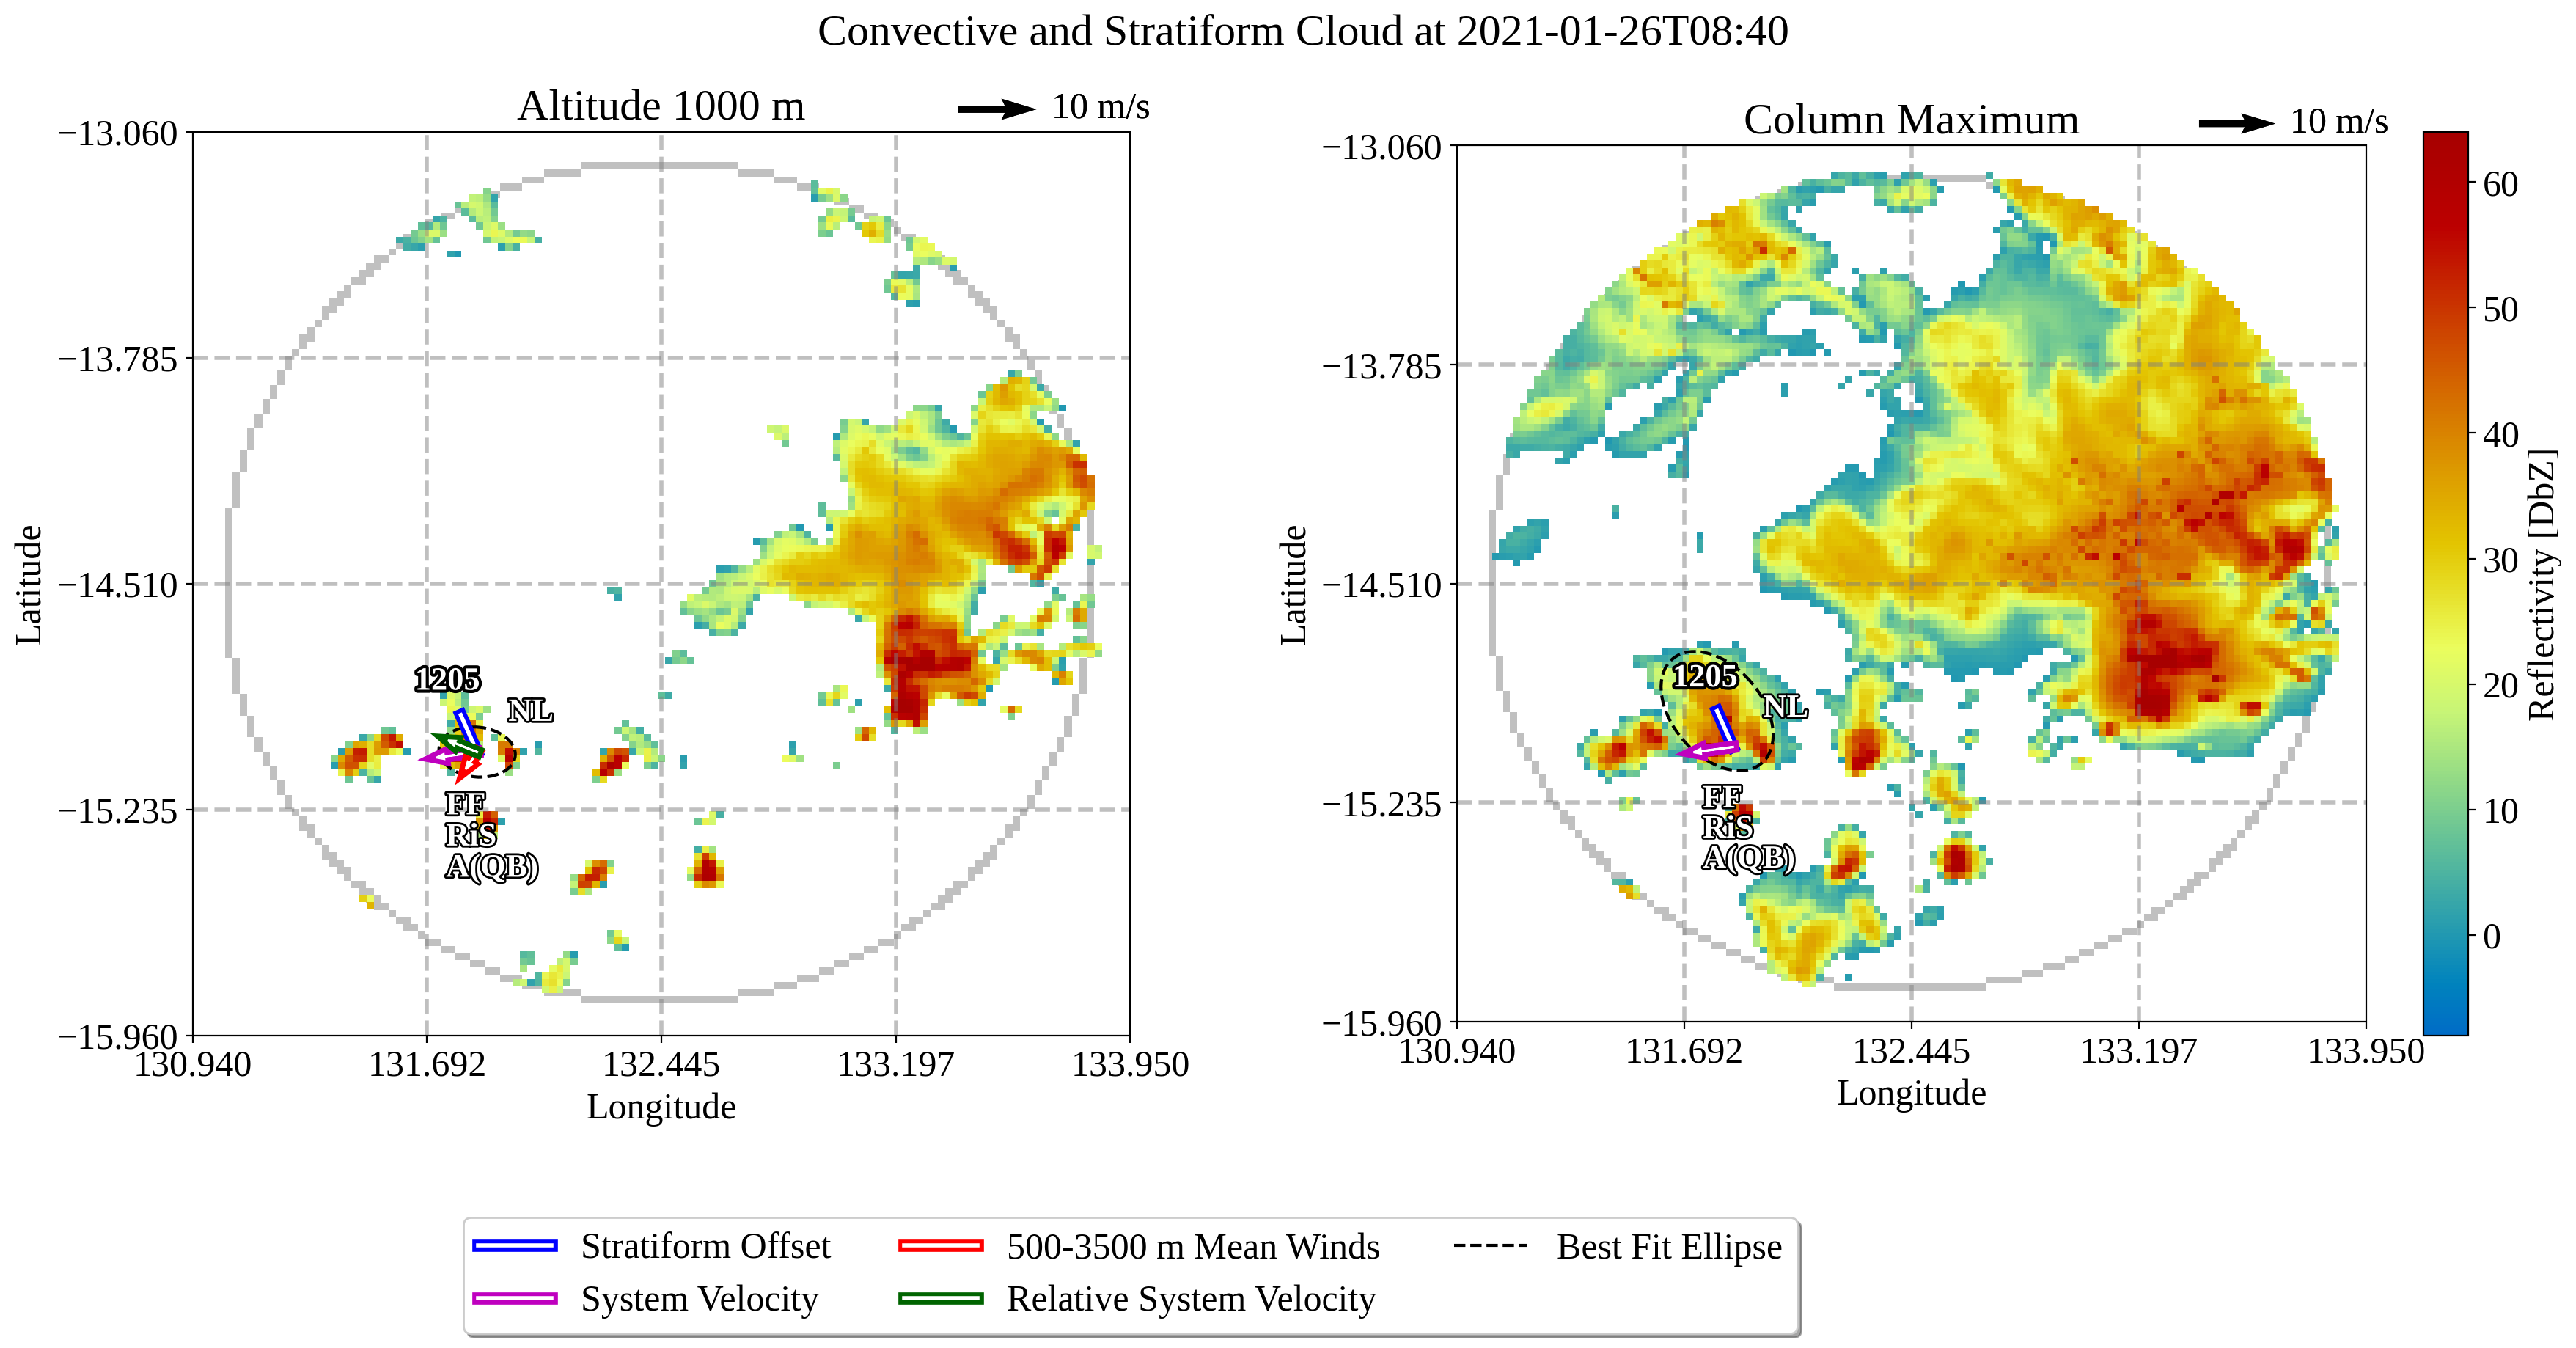 Convective and Stratiform Cloud at 2021-01-26T08:40
Altitude 1000 m
10 m/s
−13.060
−13.785
−14.510
−15.235
−15.960
Latitude
130.940
131.692
132.445
133.197
133.950
Longitude
1205
NL
FF
RiS
A(QB)
Column Maximum
10 m/s
−13.060
−13.785
−14.510
−15.235
−15.960
Latitude
130.940
131.692
132.445
133.197
133.950
Longitude
1205
NL
FF
RiS
A(QB)
60
50
40
30
20
10
0
Reflectivity [DbZ]
Stratiform Offset
System Velocity
500-3500 m Mean Winds
Relative System Velocity
Best Fit Ellipse